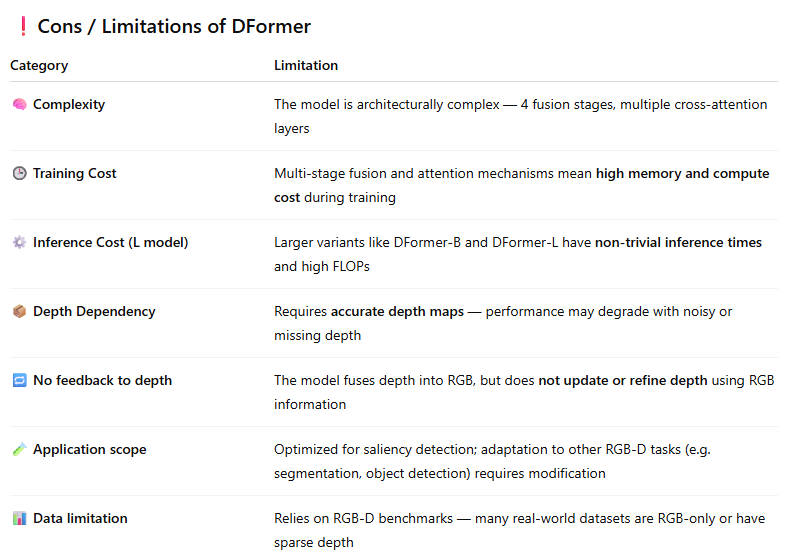 ❗ Cons / Limitations of DFormer
Category Limitation
🧠 Complexity The model is architecturally complex — 4 fusion stages, multiple cross-attention
layers
🕒 Training Cost Multi-stage fusion and attention mechanisms mean high memory and compute
cost during training
⚙️ Inference Cost (L model) Larger variants like DFormer-B and DFormer-L have non-trivial inference times
and high FLOPs
📦 Depth Dependency Requires accurate depth maps — performance may degrade with noisy or
missing depth
🔁 No feedback to depth The model fuses depth into RGB, but does not update or refine depth using RGB
information
🧪 Application scope Optimized for saliency detection; adaptation to other RGB-D tasks (e.g.
segmentation, object detection) requires modification
📊 Data limitation Relies on RGB-D benchmarks — many real-world datasets are RGB-only or have
sparse depth